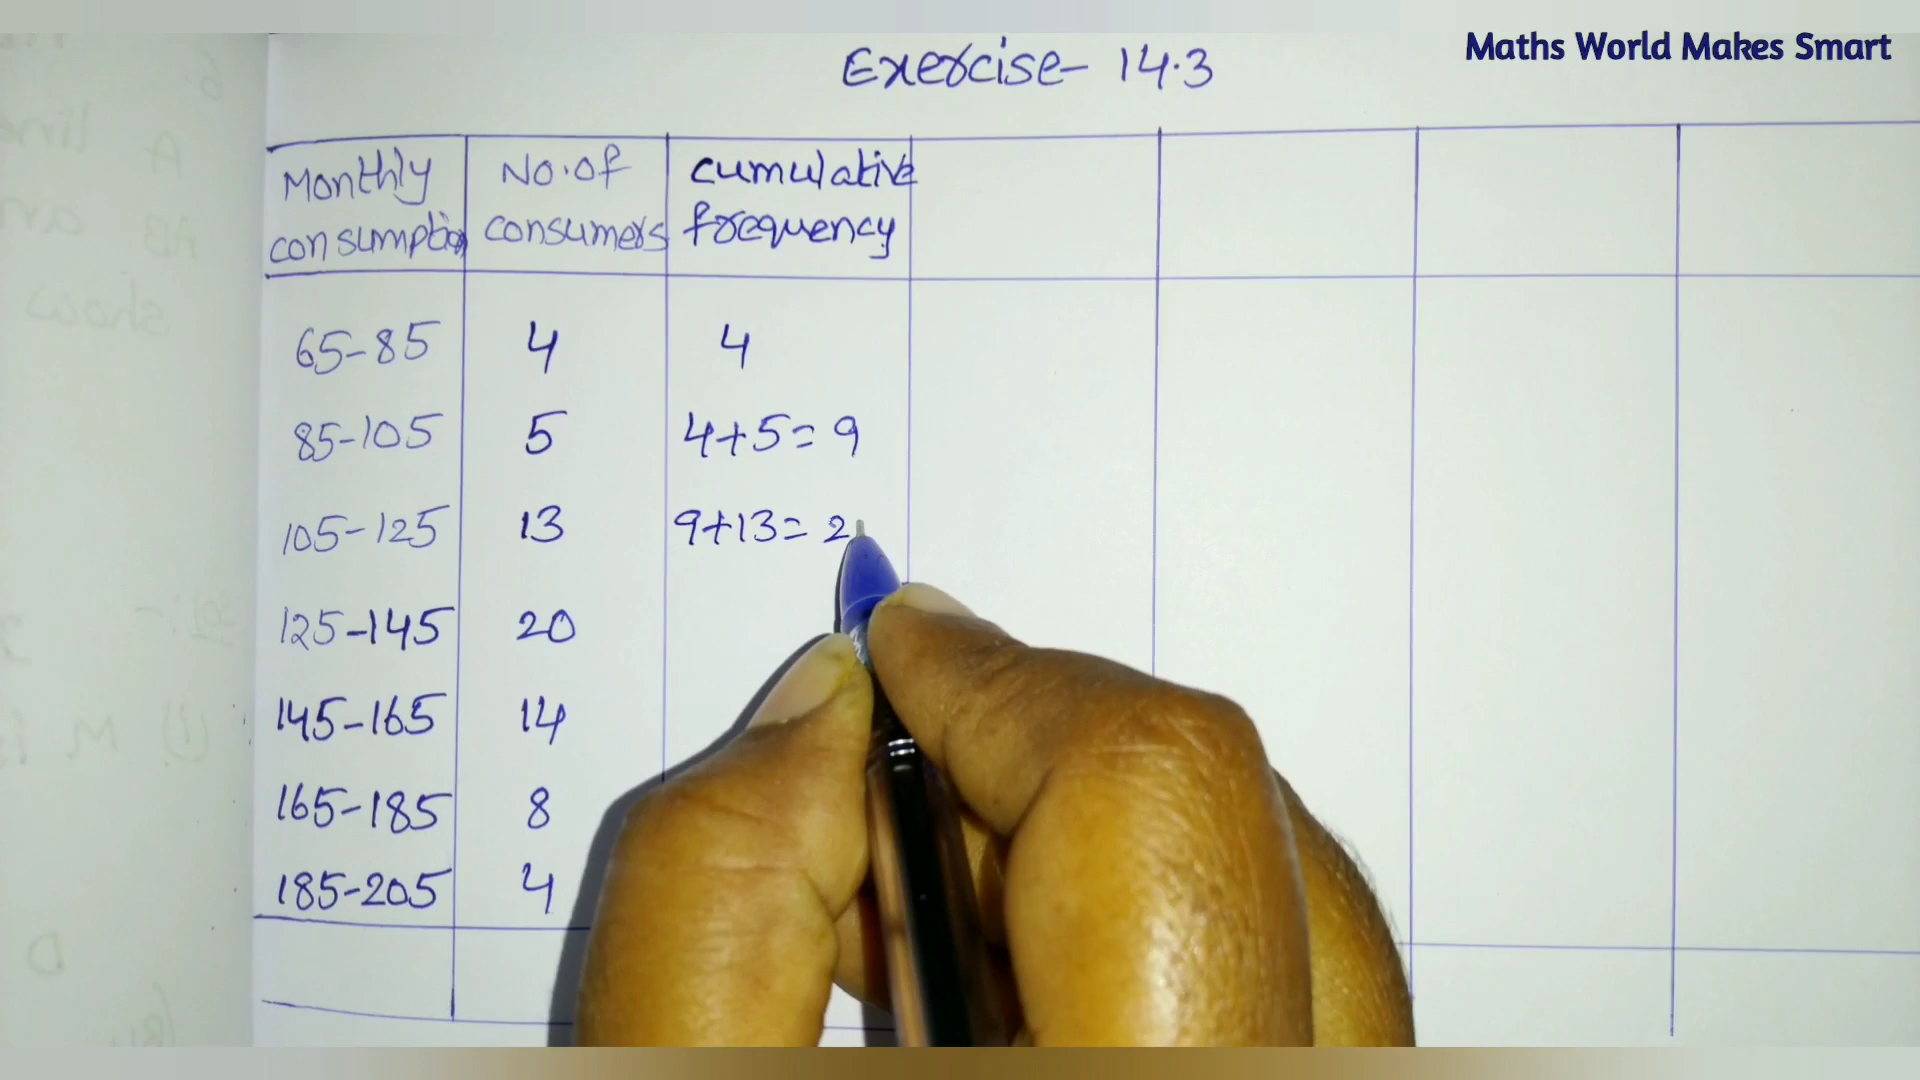 Maths World Makes Smart
Exercise- 14.3
Monthly consumption | No. of consumers | cumulative frequency
65-85 | 4 | 4
85-105 | 5 | 4+5=9
105-125 | 13 | 9+13=2
125-145 | 20
145-165 | 14
165-185 | 8
185-205 | 4